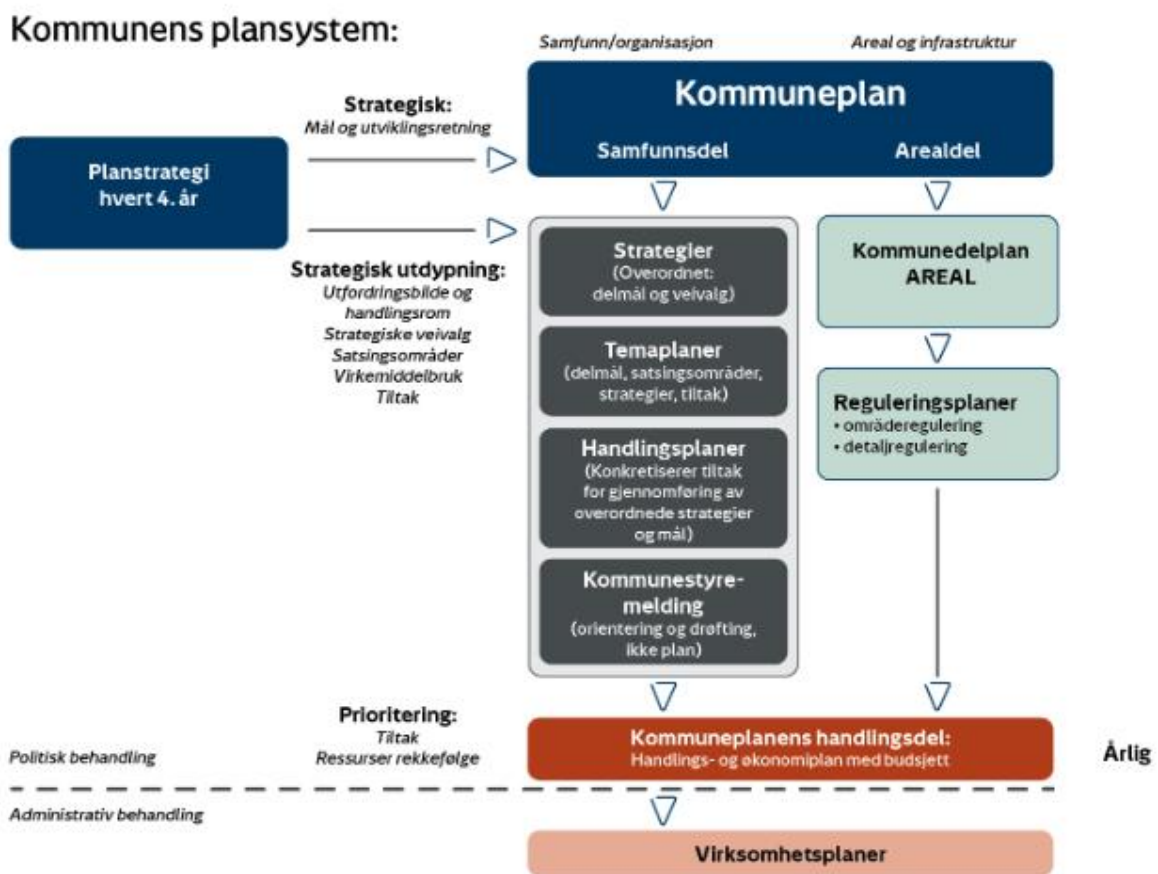 Kommunens plansystem:
Samfunn/organisasjon
Areal og infrastruktur
Kommuneplan
Samfunnsdel
Arealdel
Strategisk:
Mål og utviklingsretning
Planstrategi
hvert 4. år
Strategisk utdypning:
Utfordringsbilde og
handlingsrom
Strategiske veivalg
Satsingsområder
Virkemiddelbruk
Tiltak
Strategier
(Overordnet:
delmål og veivalg)
Temaplaner
(delmål, satsingsområder,
strategier, tiltak)
Handlingsplaner
(Konkretiserer tiltak
for gjennomføring av
overordnede strategier
og mål)
Kommunestyre-
melding
(orientering og drøfting,
ikke plan)
Kommunedelplan
AREAL
Reguleringsplaner
• områderegulering
• detaljregulering
Prioritering:
Tiltak
Ressurser rekkefølge
Kommuneplanens handlingsdel:
Handlings- og økonomiplan med budsjett
Årlig
Politisk behandling
Administrativ behandling
Virksomhetsplaner